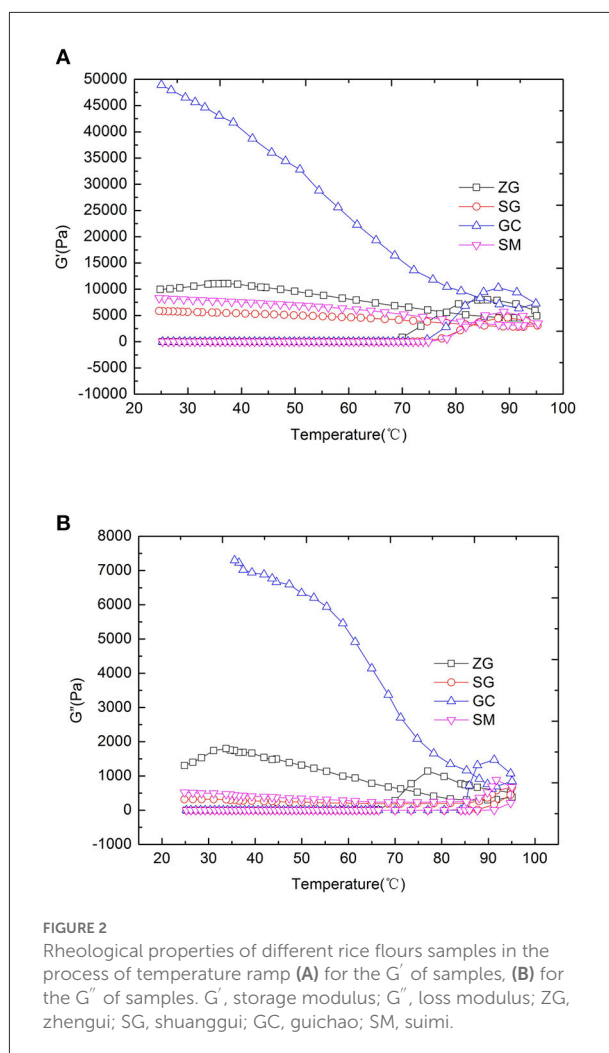 A
50000
45000
40000
35000
30000
25000
20000
15000
10000
5000
0
-5000
-10000
G'(Pa)
ZG
SG
GC
SM
20 30 40 50 60 70 80 90 100
Temperature(℃)
B
8000
7000
6000
5000
4000
3000
2000
1000
0
-1000
G"(Pa)
ZG
SG
GC
SM
20 30 40 50 60 70 80 90 100
Temperature(℃)
FIGURE 2
Rheological properties of different rice flours samples in the
process of temperature ramp (A) for the G′ of samples, (B) for
the G″ of samples. G′, storage modulus; G″, loss modulus; ZG,
zhengui; SG, shuanggui; GC, guichao; SM, suimi.